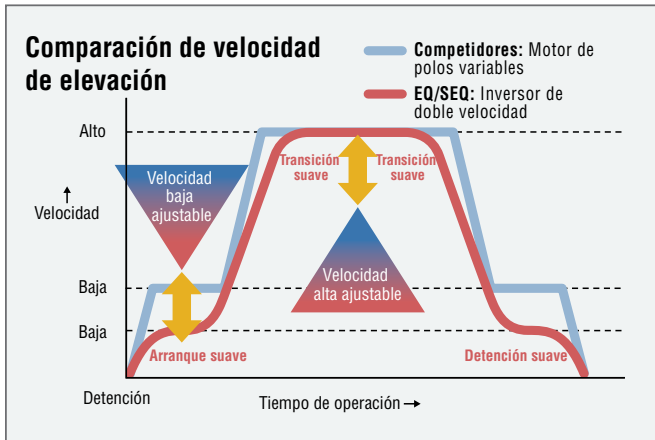 Comparación de velocidad
de elevación
Competidores: Motor de
polos variables
EQ/SEQ: Inversor de
doble velocidad
Alto
Transición
suave
Transición
suave
Velocidad
baja
ajustable
↑
Velocidad
Velocidad
alta ajustable
Baja
Baja
Arranque suave
Detención suave
Detención
Tiempo de operación →